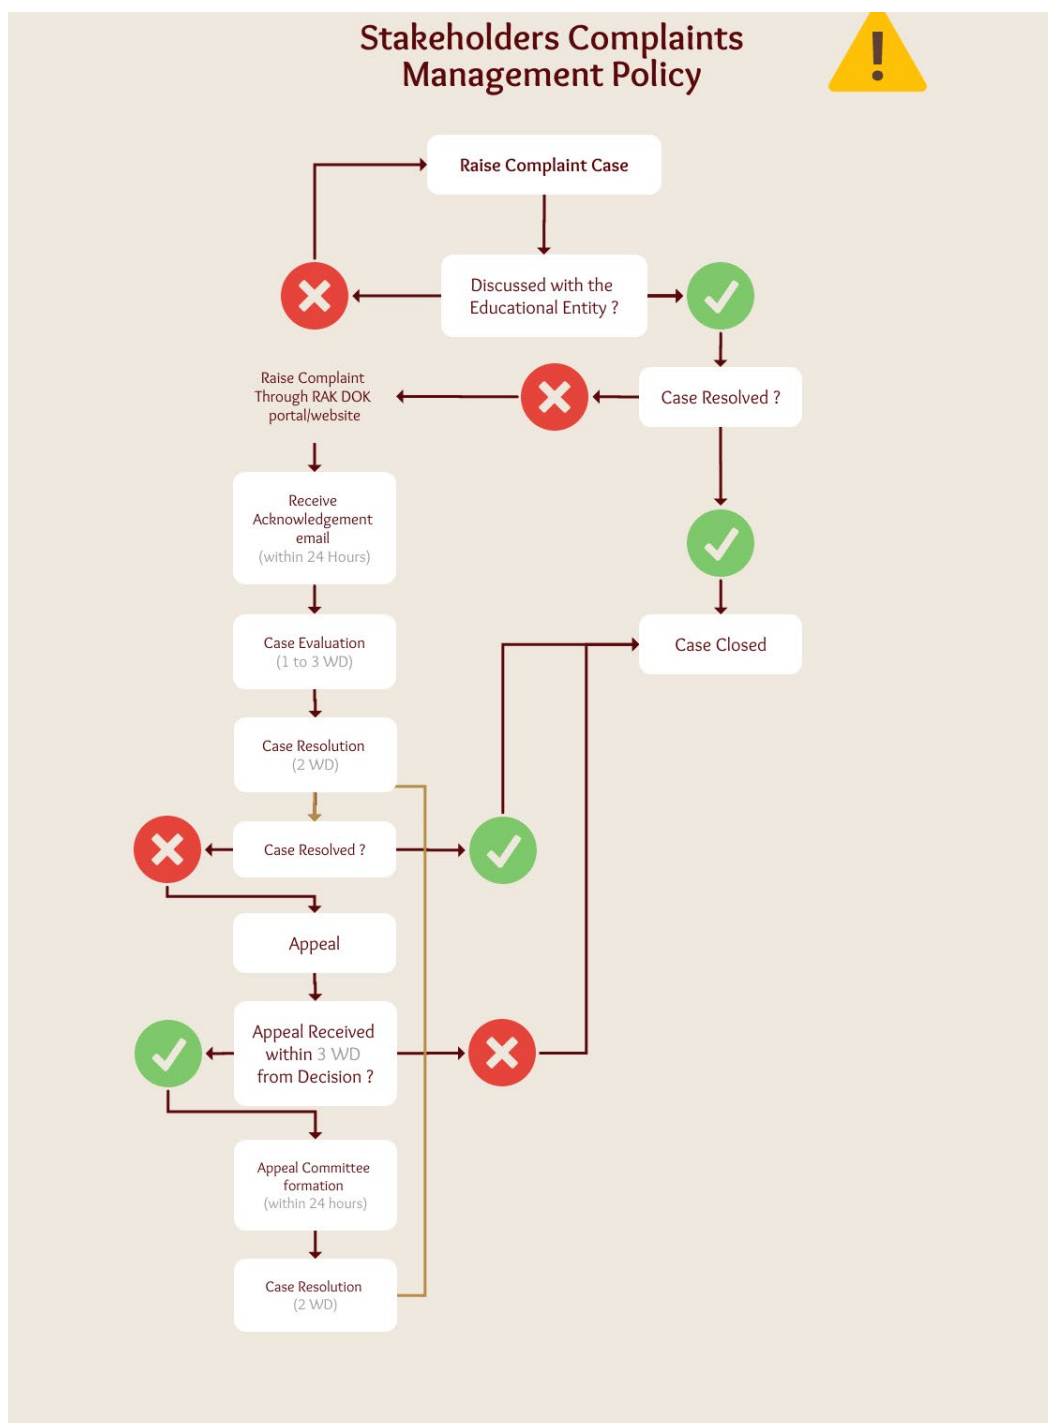 Stakeholders Complaints
Management Policy
!
Raise Complaint Case
Discussed with the
Educational Entity ?
Case Resolved ?
Raise Complaint
Through RAK DOK
portal/website
Receive
Acknowledgement
email
(within 24 Hours)
Case Evaluation
(1 to 3 WD)
Case Closed
Case Resolution
(2 WD)
Case Resolved ?
Appeal
Appeal Received
within 3 WD
from Decision ?
Appeal Committee
formation
(within 24 hours)
Case Resolution
(2 WD)